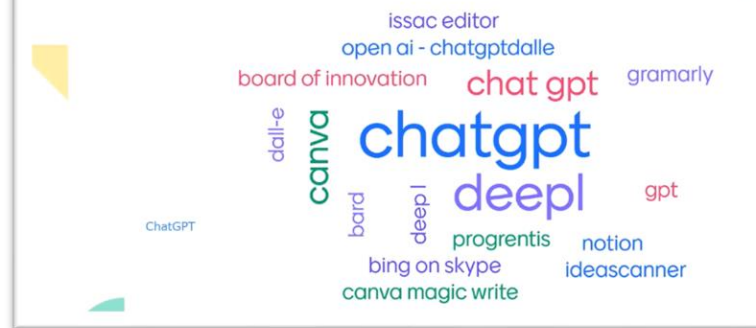 issac editor
open ai - chatgptdalle
board of innovation
chat gpt
gramarly
dall-e
canva
chatgpt
deepl
bard
deep l
gpt
ChatGPT
progrentis
notion
bing on skype
ideascanner
canva magic write